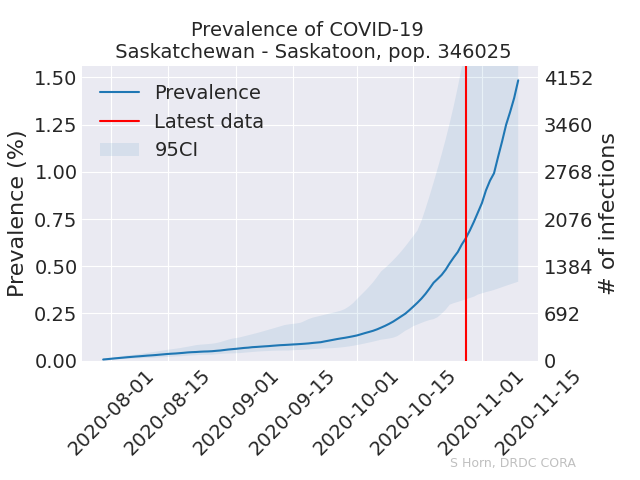 Prevalence of COVID-19
Saskatchewan - Saskatoon, pop. 346025
Prevalence
Latest data
95CI
Prevalence (%)
1.50
1.25
1.00
0.75
0.50
0.25
0.00
4152
3460
2768
2076
1384
692
0
# of infections
2020-08-01
2020-08-15
2020-09-01
2020-09-15
2020-10-01
2020-10-15
2020-11-01
2020-11-15
S Horn, DRDC CORA